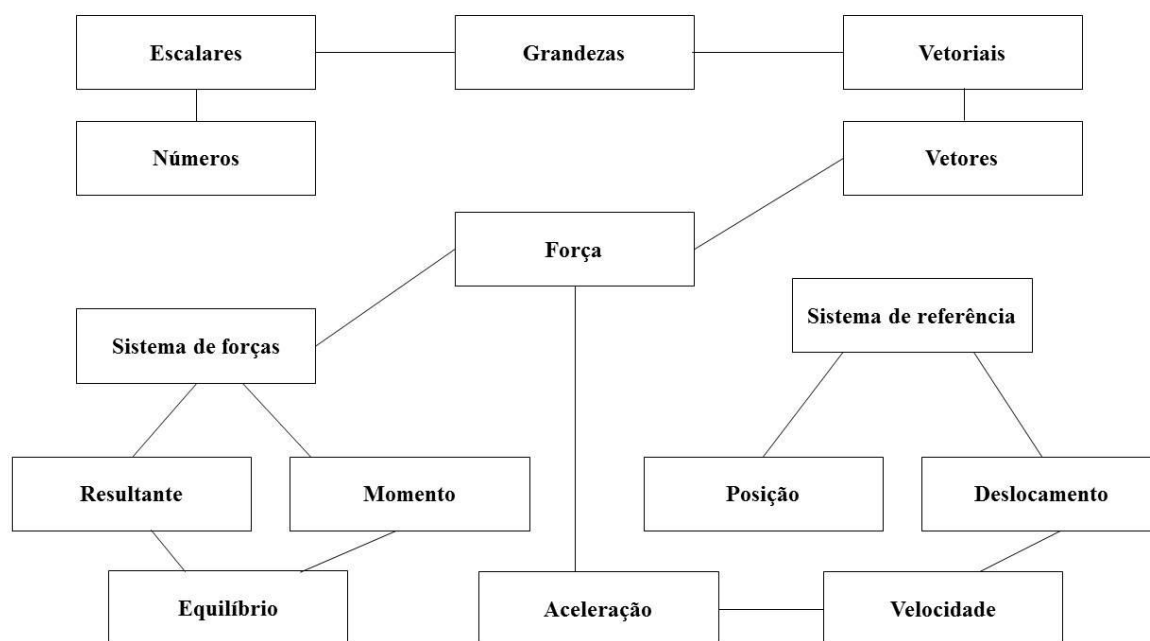 Escalares
Grandezas
Vetoriais
Números
Vetores
Força
Sistema de referência
Sistema de forças
Resultante
Momento
Posição
Deslocamento
Equilíbrio
Aceleração
Velocidade